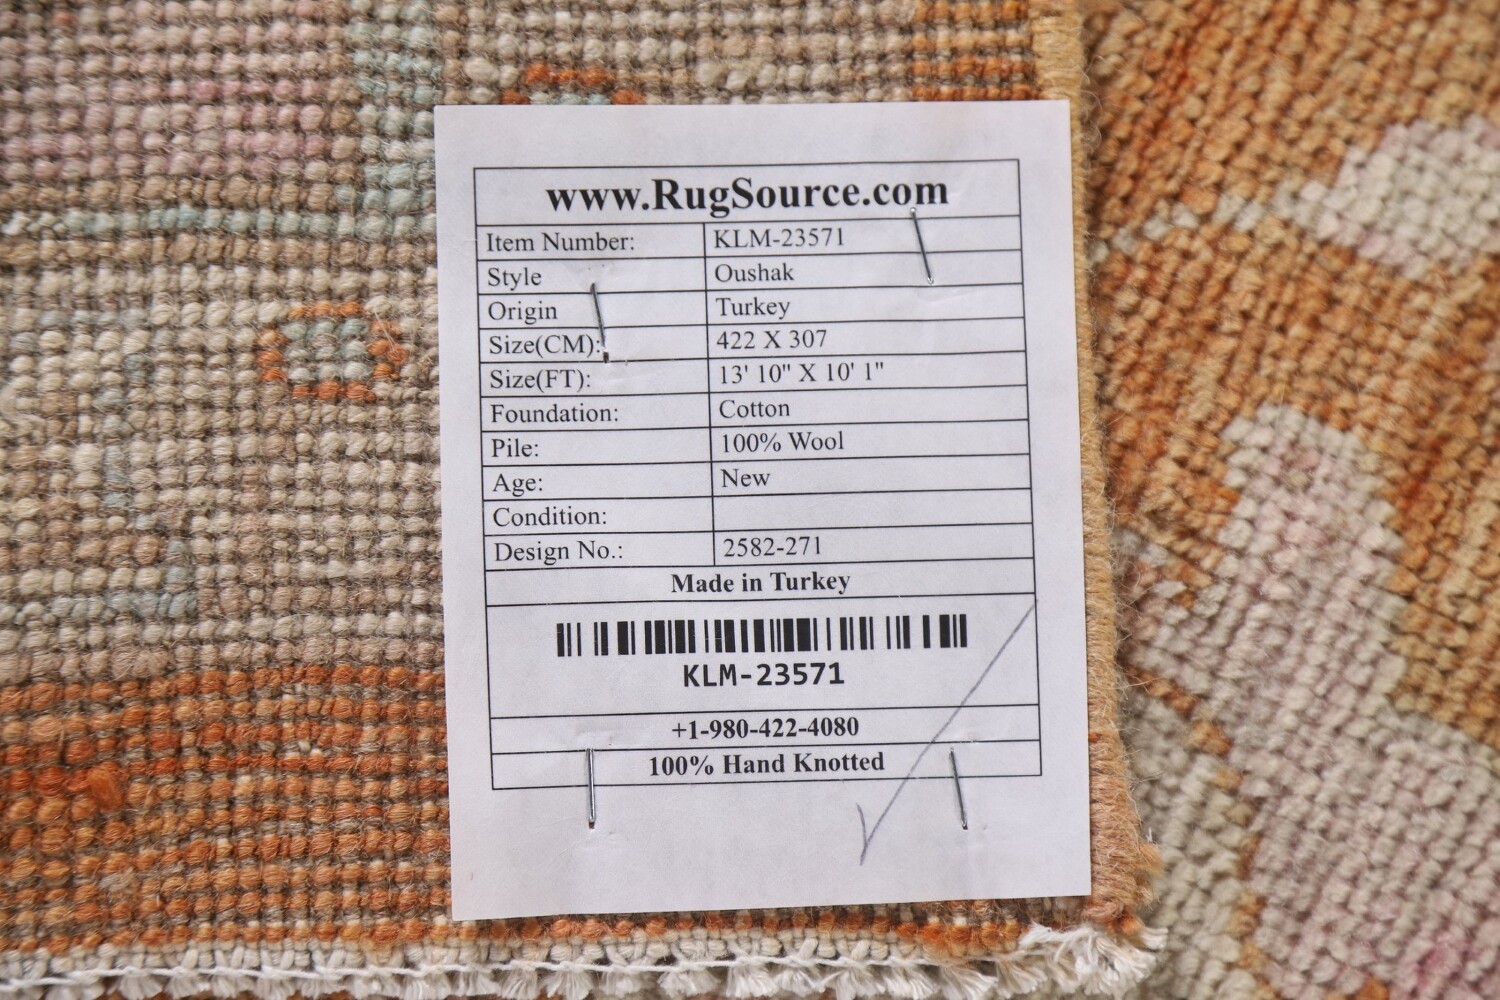 www.RugSource.com
Item Number: KLM-23571
Style Oushak
Origin Turkey
Size(CM): 422 X 307
Size(FT): 13' 10" X 10' 1"
Foundation: Cotton
Pile: 100% Wool
Age: New
Condition:
Design No.: 2582-271
Made in Turkey
KLM-23571
+1-980-422-4080
100% Hand Knotted